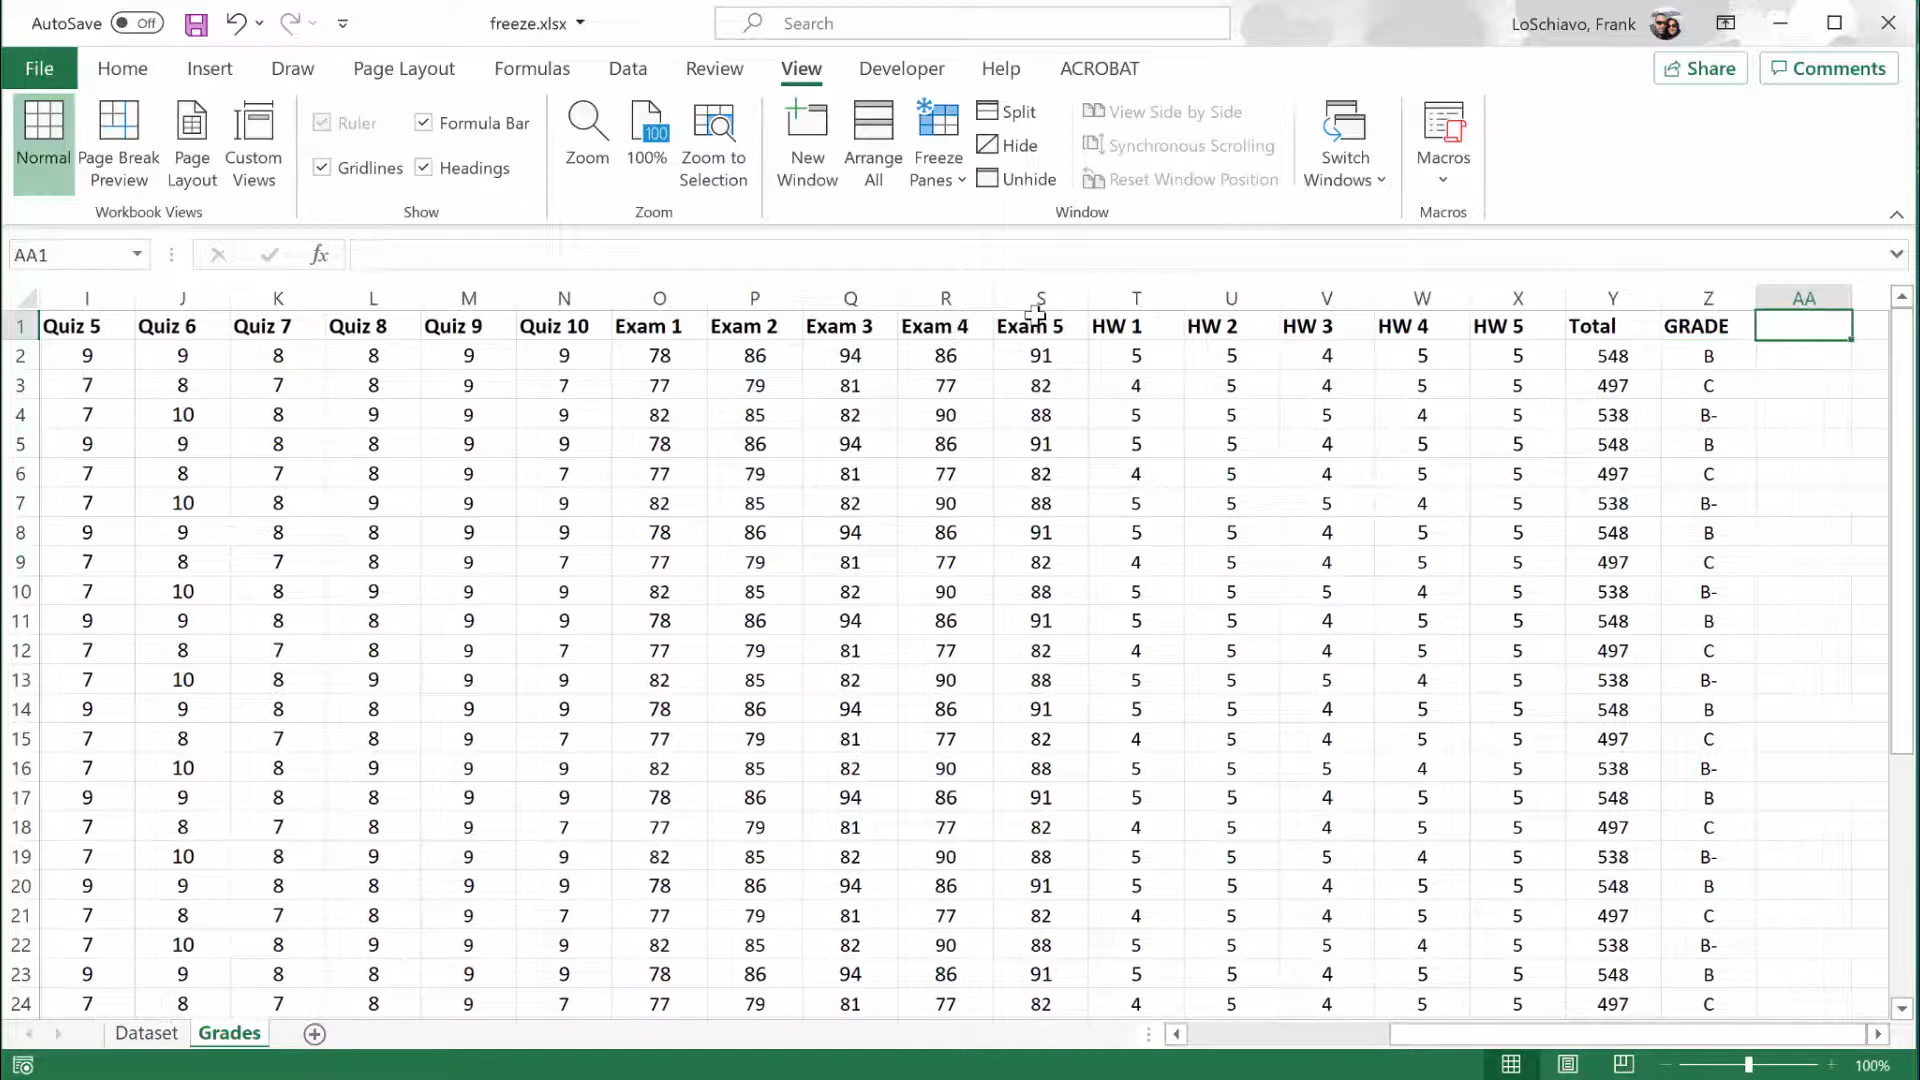 AutoSave Off freeze.xlsx Search LoSchiavo, Frank
File Home Insert Draw Page Layout Formulas Data Review View Developer Help ACROBAT Share Comments
Normal Page Break Preview Page Layout Custom Views
Workbook Views
Ruler Formula Bar
Gridlines Headings
Show
Zoom 100 100% Zoom to Selection
Zoom
New Window Arrange All Freeze Panes
Split
Hide
Unhide
View Side by Side
Synchronous Scrolling
Reset Window Position
Switch Windows
Window
Macros
Macros
AA1 fx
I J K L M N O P Q R S T U V W X Y Z AA
1 Quiz 5 Quiz 6 Quiz 7 Quiz 8 Quiz 9 Quiz 10 Exam 1 Exam 2 Exam 3 Exam 4 Exam 5 HW 1 HW 2 HW 3 HW 4 HW 5 Total GRADE
2 9 9 8 8 9 9 78 86 94 86 91 5 5 4 5 5 548 B
3 7 8 7 8 9 7 77 79 81 77 82 4 5 4 5 5 497 C
4 7 10 8 9 9 9 82 85 82 90 88 5 5 5 4 5 538 B-
5 9 9 8 8 9 9 78 86 94 86 91 5 5 4 5 5 548 B
6 7 8 7 8 9 7 77 79 81 77 82 4 5 4 5 5 497 C
7 7 10 8 9 9 9 82 85 82 90 88 5 5 5 4 5 538 B-
8 9 9 8 8 9 9 78 86 94 86 91 5 5 4 5 5 548 B
9 7 8 7 8 9 7 77 79 81 77 82 4 5 4 5 5 497 C
10 7 10 8 9 9 9 82 85 82 90 88 5 5 5 4 5 538 B-
11 9 9 8 8 9 9 78 86 94 86 91 5 5 4 5 5 548 B
12 7 8 7 8 9 7 77 79 81 77 82 4 5 4 5 5 497 C
13 7 10 8 9 9 9 82 85 82 90 88 5 5 5 4 5 538 B-
14 9 9 8 8 9 9 78 86 94 86 91 5 5 4 5 5 548 B
15 7 8 7 8 9 7 77 79 81 77 82 4 5 4 5 5 497 C
16 7 10 8 9 9 9 82 85 82 90 88 5 5 5 4 5 538 B-
17 9 9 8 8 9 9 78 86 94 86 91 5 5 4 5 5 548 B
18 7 8 7 8 9 7 77 79 81 77 82 4 5 4 5 5 497 C
19 7 10 8 9 9 9 82 85 82 90 88 5 5 5 4 5 538 B-
20 9 9 8 8 9 9 78 86 94 86 91 5 5 4 5 5 548 B
21 7 8 7 8 9 7 77 79 81 77 82 4 5 4 5 5 497 C
22 7 10 8 9 9 9 82 85 82 90 88 5 5 5 4 5 538 B-
23 9 9 8 8 9 9 78 86 94 86 91 5 5 4 5 5 548 B
24 7 8 7 8 9 7 77 79 81 77 82 4 5 4 5 5 497 C
Dataset Grades
100%